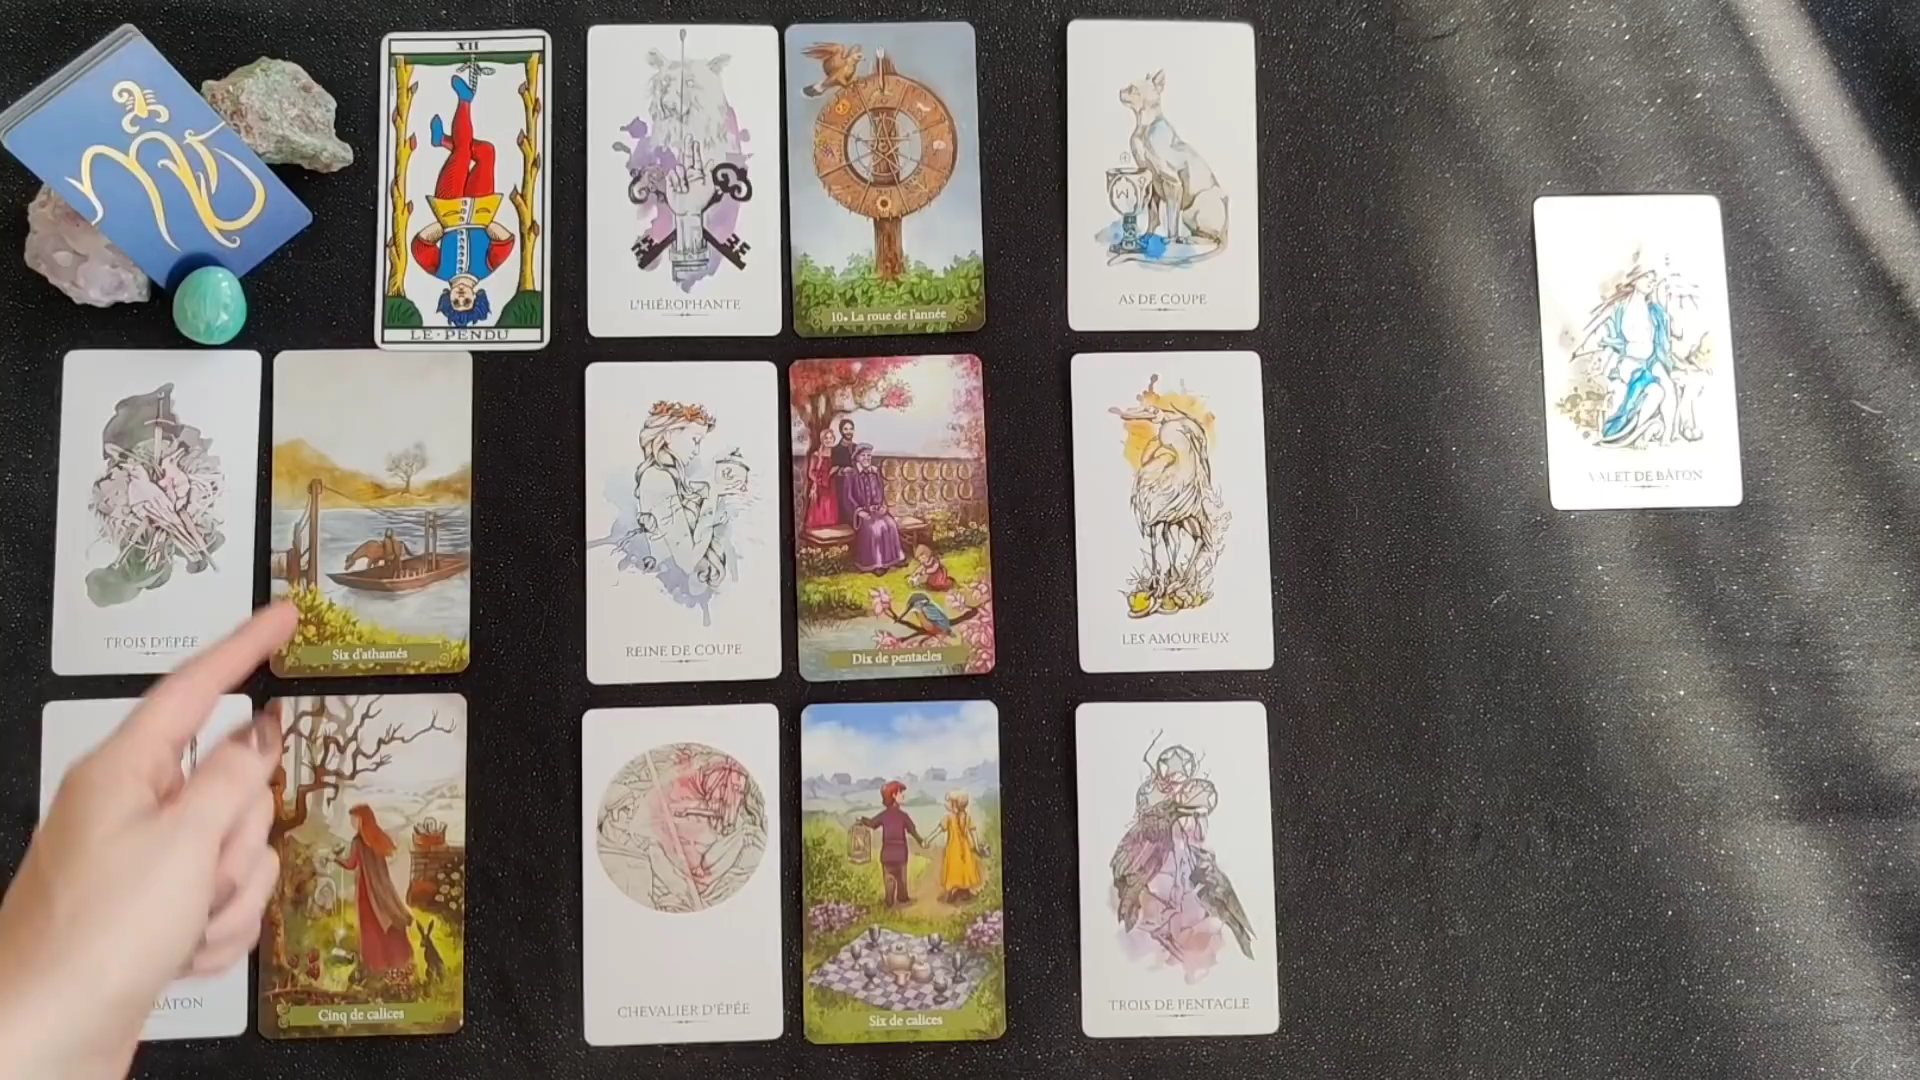 XII
LE·PENDU
L'HIÉROPHANTE
10. La roue de l'année
AS DE COUPE
VALET DE BÂTON
TROIS D'ÉPÉE
Six d'athamés
REINE DE COUPE
Dix de pentacles
LES AMOUREUX
BÂTON
Cinq de calices
CHEVALIER D'ÉPÉE
Six de calices
TROIS DE PENTACLE